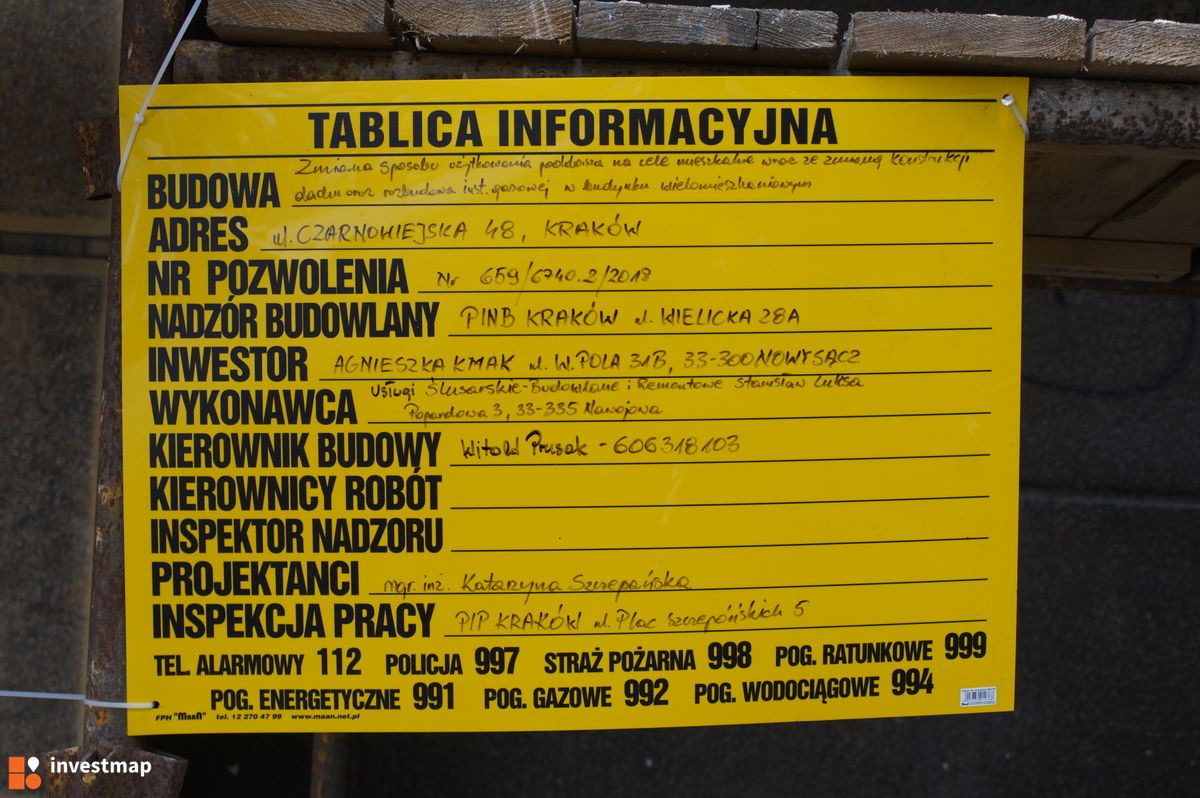 TABLICA INFORMACYJNA
Zmiana sposobu użytkowania poddasza na cele mieszkalne wraz ze zmianą konstrukcji
BUDOWA dachu oraz rozbudowa inst. gazowej w budynku wielomieszkaniowym
ADRES ul. CZARNOWIEJSKA 48, KRAKÓW
NR POZWOLENIA Nr 659/6740.2/2018
NADZÓR BUDOWLANY PINB KRAKÓW ul. WIELICKA 28A
INWESTOR AGNIESZKA KMAK ul. W. POLA 31B, 33-300 NOWY SĄCZ
Usługi Ślusarskie-Budowlane i Remontowe Stanisław Luksa
WYKONAWCA Popardowa 3, 33-335 Nawojowa
KIEROWNIK BUDOWY Witold Prusak - 606318103
KIEROWNICY ROBÓT
INSPEKTOR NADZORU
PROJEKTANCI mgr. inż. Katarzyna Szczepańska
INSPEKCJA PRACY PIP KRAKÓW ul. Plac Szczepóńskich 5
TEL. ALARMOWY 112 POLICJA 997 STRAŻ POŻARNA 998 POG. RATUNKOWE 999
POG. ENERGETYCZNE 991 POG. GAZOWE 992 POG. WODOCIĄGOWE 994
FPH "MaaN" tel. 12 270 47 99 www.maan.net.pl
investmap